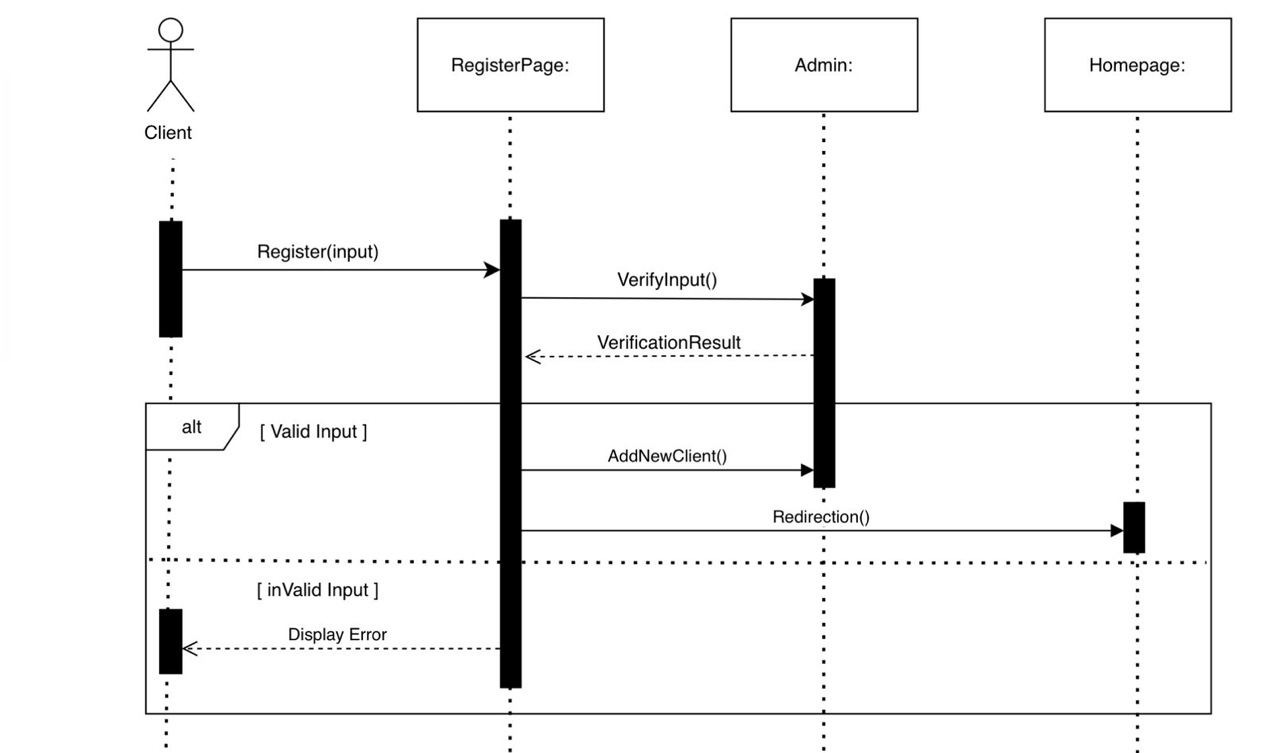 RegisterPage:
Admin:
Homepage:
Client
Register(input)
VerifyInput()
VerificationResult
alt
[ Valid Input ]
AddNewClient()
Redirection()
[ inValid Input ]
Display Error